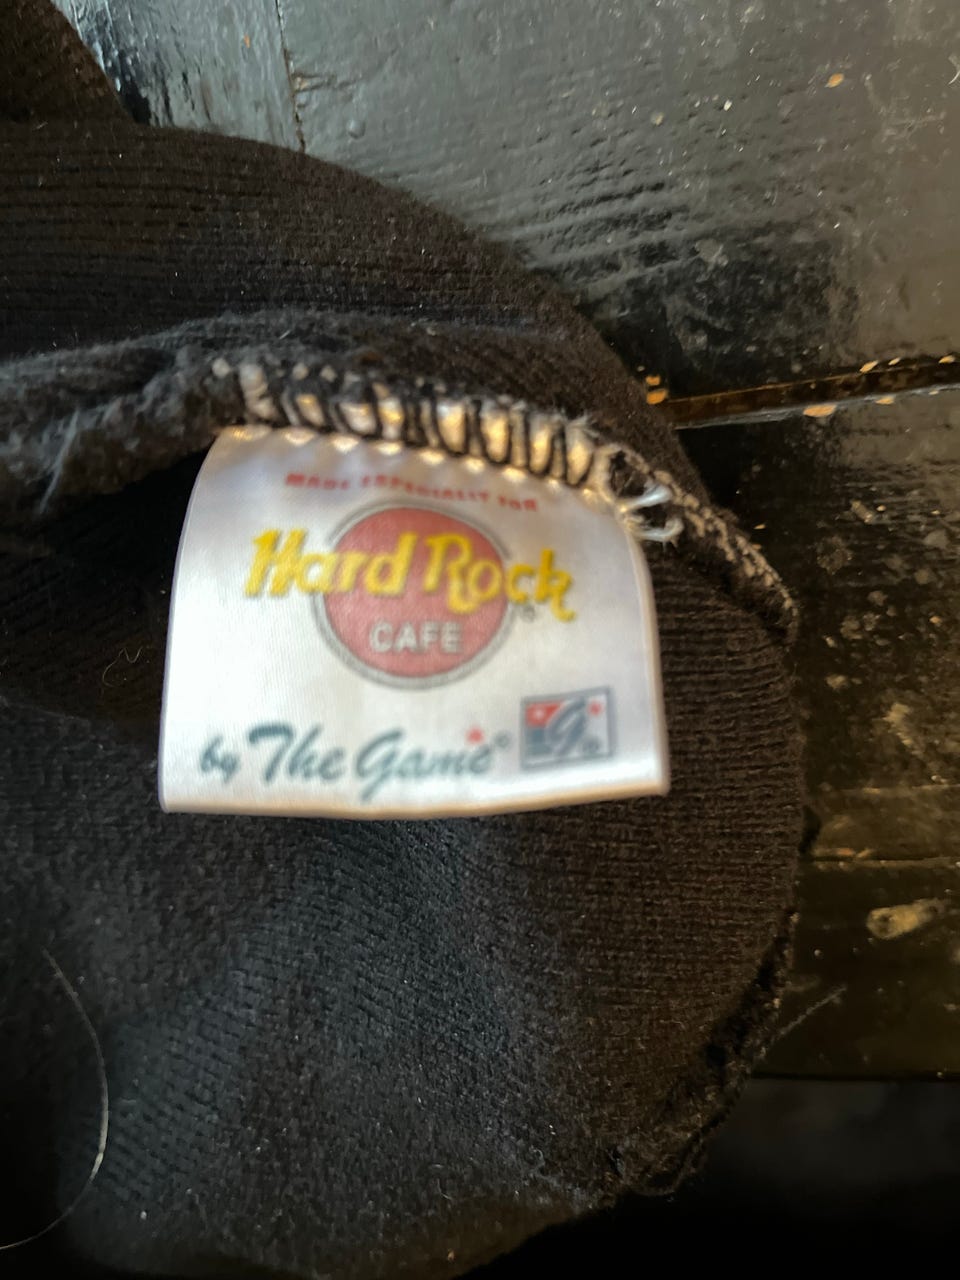 MADE ESPECIALLY FOR
Hard Rock®
CAFE
by The Game®
G®